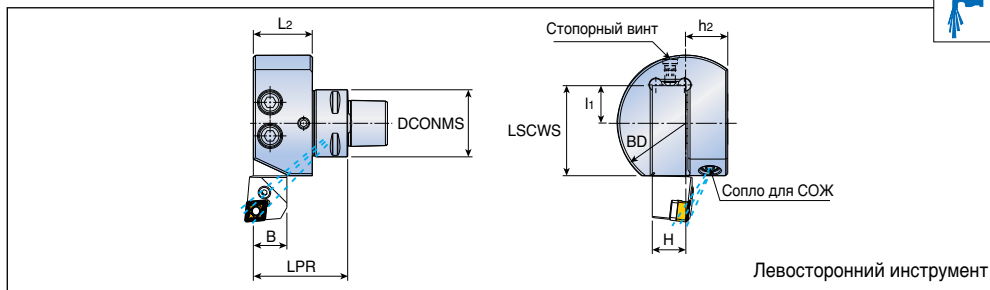 L2
h2
Стопорный винт
DCONMS
LSCWS
l1
BD
Сопло для СОЖ
B
H
LPR
Левосторонний инструмент